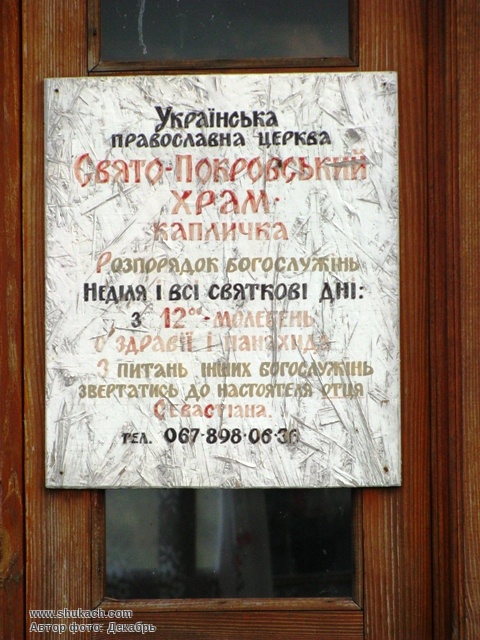 Українська
православна церква
Свято-Покровський
храм·
капличка
Розпорядок богослужінь
Неділя і всі святкові дні:
з 12⁰⁰-молебень
о здравії і панахида
З питань інших богослужінь
звертатись до настоятеля отця
Севастіана.
тел. 067·898·06·36
www.shukach.com
Автор фото: Декабрь